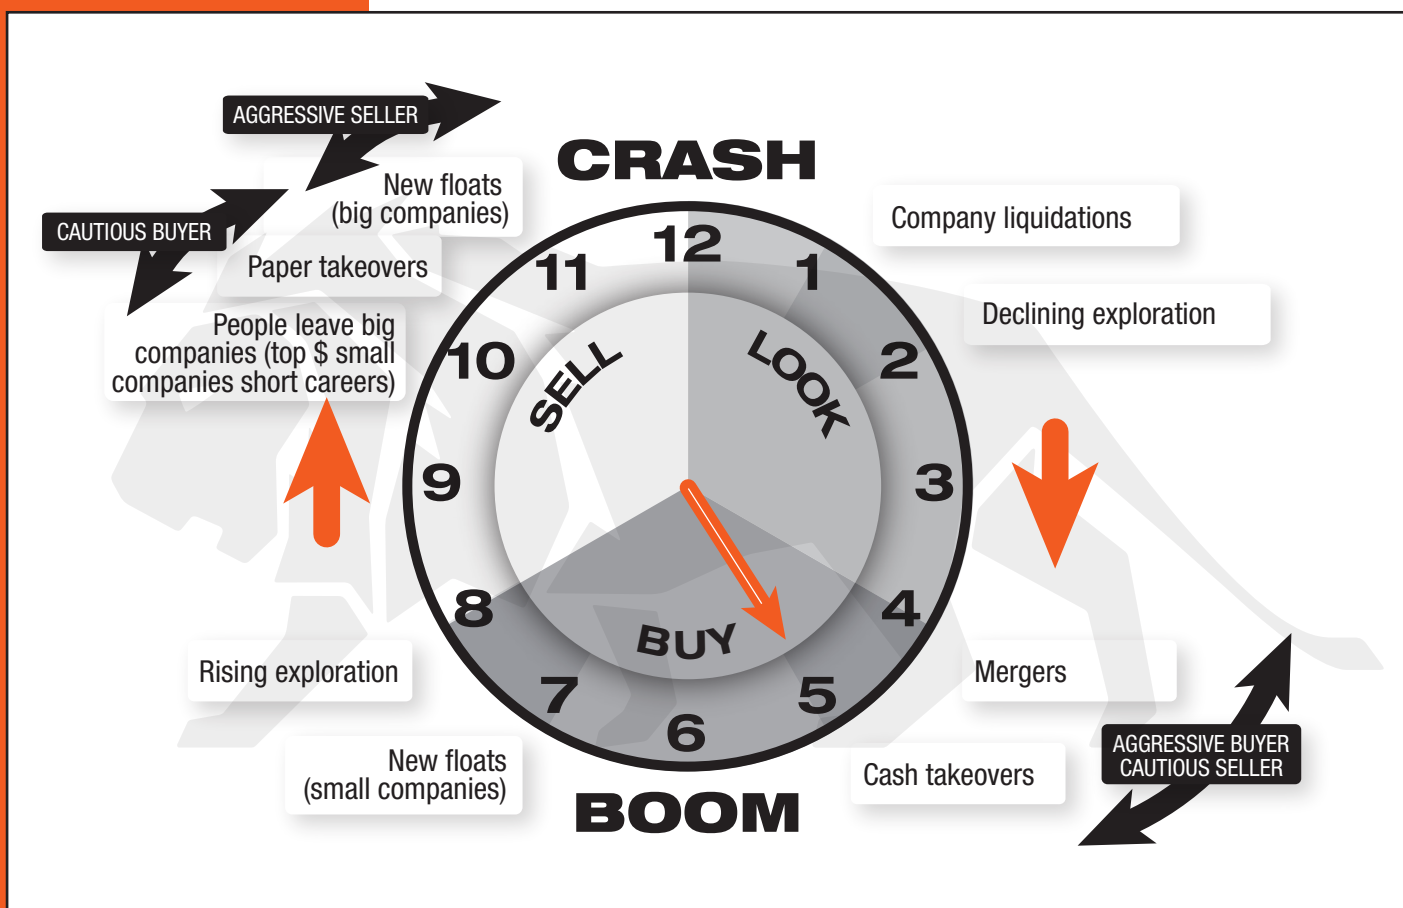 AGGRESSIVE SELLER
CRASH
New floats
(big companies)
CAUTIOUS BUYER
Paper takeovers
People leave big
companies (top $ small
companies short careers)
Company liquidations
Declining exploration
12
1
2
3
4
5
6
7
8
9
10
11
SELL
LOOK
BUY
Rising exploration
New floats
(small companies)
BOOM
Mergers
Cash takeovers
AGGRESSIVE BUYER
CAUTIOUS SELLER